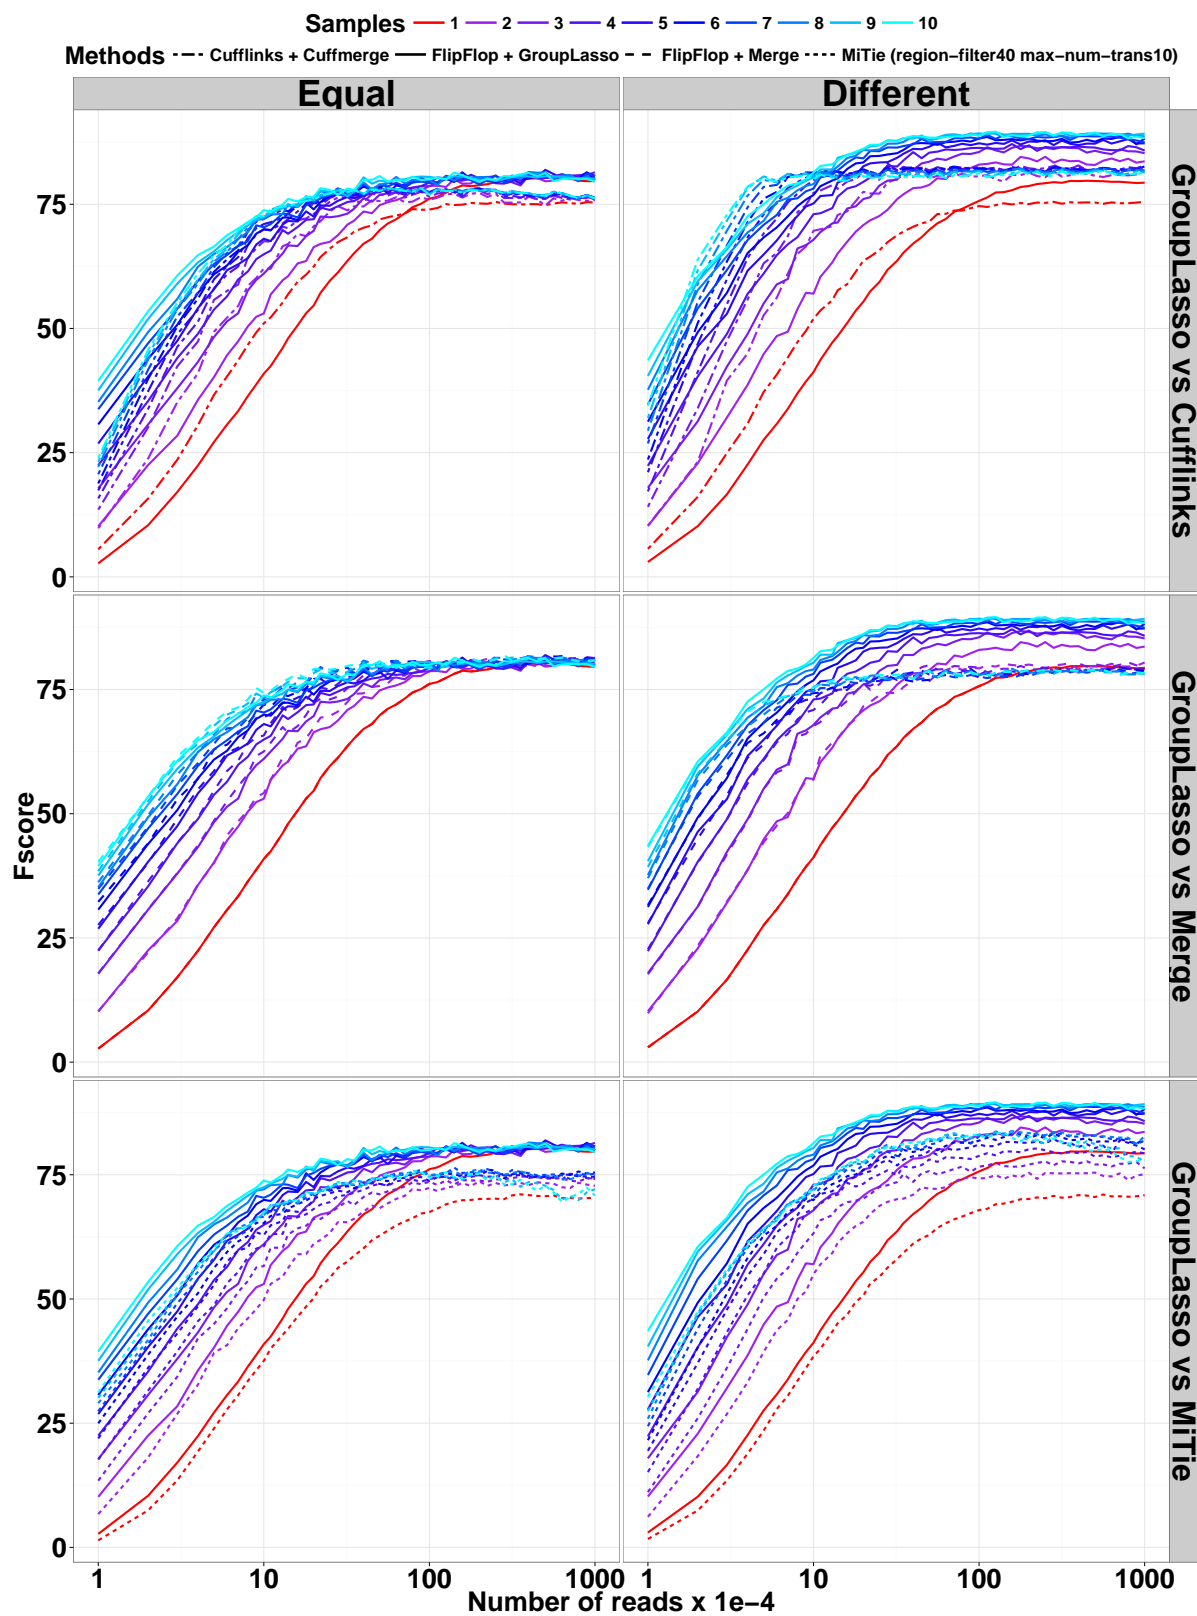 Samples 1 2 3 4 5 6 7 8 9 10
Methods Cufflinks + Cuffmerge FlipFlop + GroupLasso FlipFlop + Merge MiTie (region−filter40 max−num−trans10)
Equal Different
75
50
25
0
GroupLasso vs Cufflinks
75
50
25
0
GroupLasso vs Merge
Fscore
75
50
25
0
GroupLasso vs MiTie
1 10 100 1000 1 10 100 1000
Number of reads x 1e−4